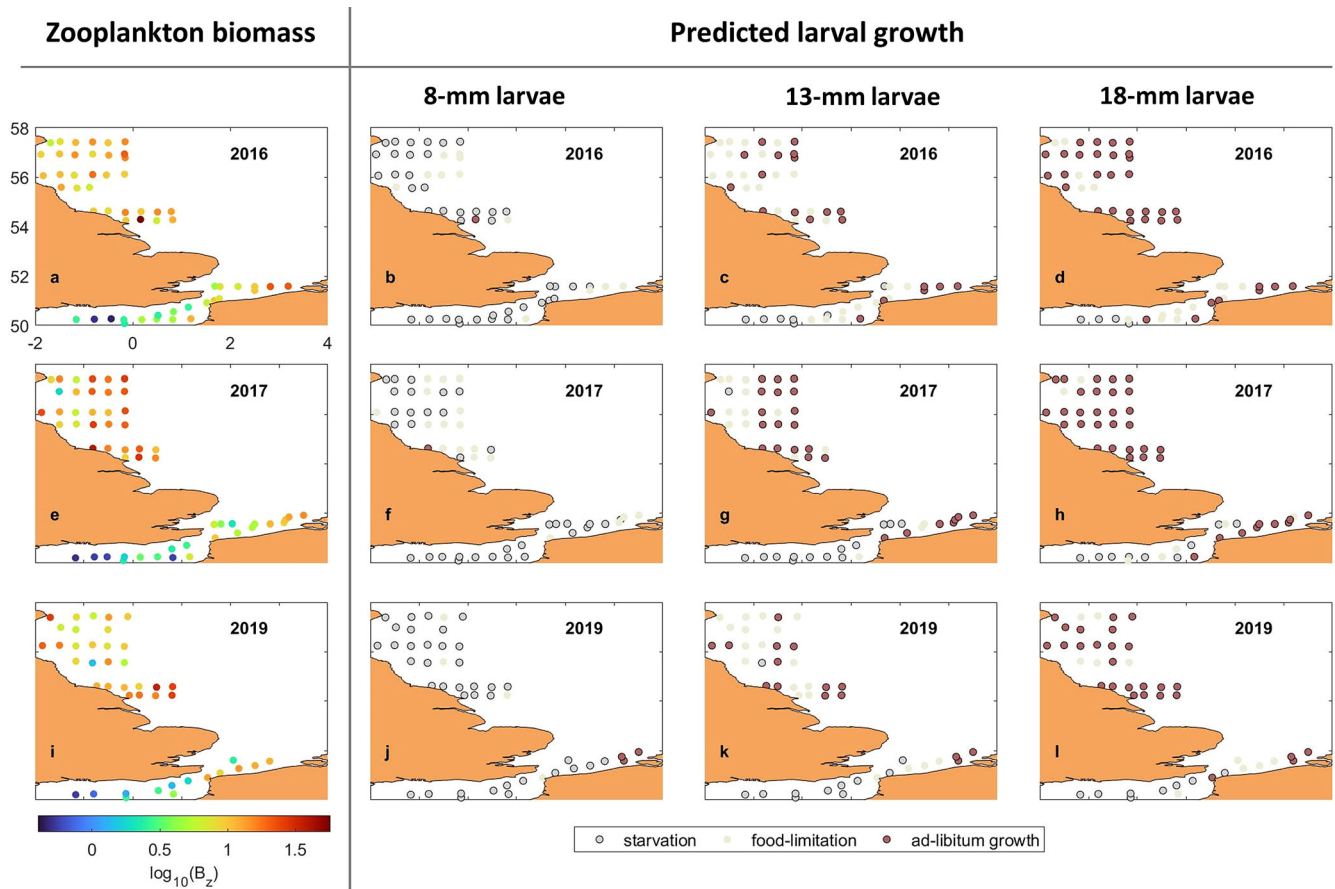 Zooplankton biomass
Predicted larval growth
8-mm larvae
13-mm larvae
18-mm larvae
58
56
54
52
50
-2
0
2
4
2016
a
2016
b
2016
c
2016
d
2017
e
2017
f
2017
g
2017
h
2019
i
2019
j
2019
k
2019
l
0
0.5
1
1.5
log10(Bz)
starvation food-limitation ad-libitum growth